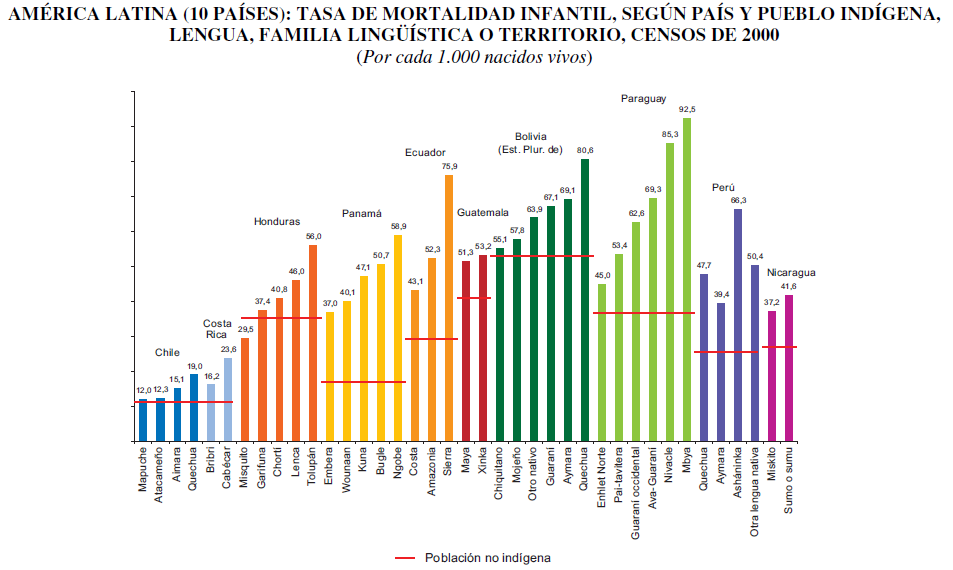 AMÉRICA LATINA (10 PAÍSES): TASA DE MORTALIDAD INFANTIL, SEGÚN PAÍS Y PUEBLO INDÍGENA,
LENGUA, FAMILIA LINGÜÍSTICA O TERRITORIO, CENSOS DE 2000
(Por cada 1.000 nacidos vivos)
Chile
12,0
12,3
15,1
19,0
Costa
Rica
16,2
23,6
Honduras
29,5
37,4
40,8
46,0
56,0
Panamá
37,0
40,1
47,1
50,7
58,9
Ecuador
43,1
52,3
75,9
Guatemala
51,3
53,2
Bolivia
(Est. Plur. de)
55,1
57,8
63,9
67,1
69,1
80,6
Paraguay
45,0
53,4
62,6
69,3
85,3
92,5
Perú
47,7
39,4
66,3
50,4
Nicaragua
37,2
41,6
Mapuche
Atacameño
Aimara
Quechua
Bribri
Cabécar
Misquito
Garífuna
Chortí
Lenca
Tolupán
Embera
Wounaan
Kuna
Bugle
Ngobe
Costa
Amazonía
Sierra
Maya
Xinka
Chiquitano
Mojeño
Otro nativo
Guaraní
Aymara
Quechua
Enhlet Norte
Pai-tavitera
Guaraní occidental
Ava-Guaraní
Nivacle
Mbya
Quechua
Aymara
Asháninka
Otra lengua nativa
Miskito
Sumo o sumu
Población no indígena